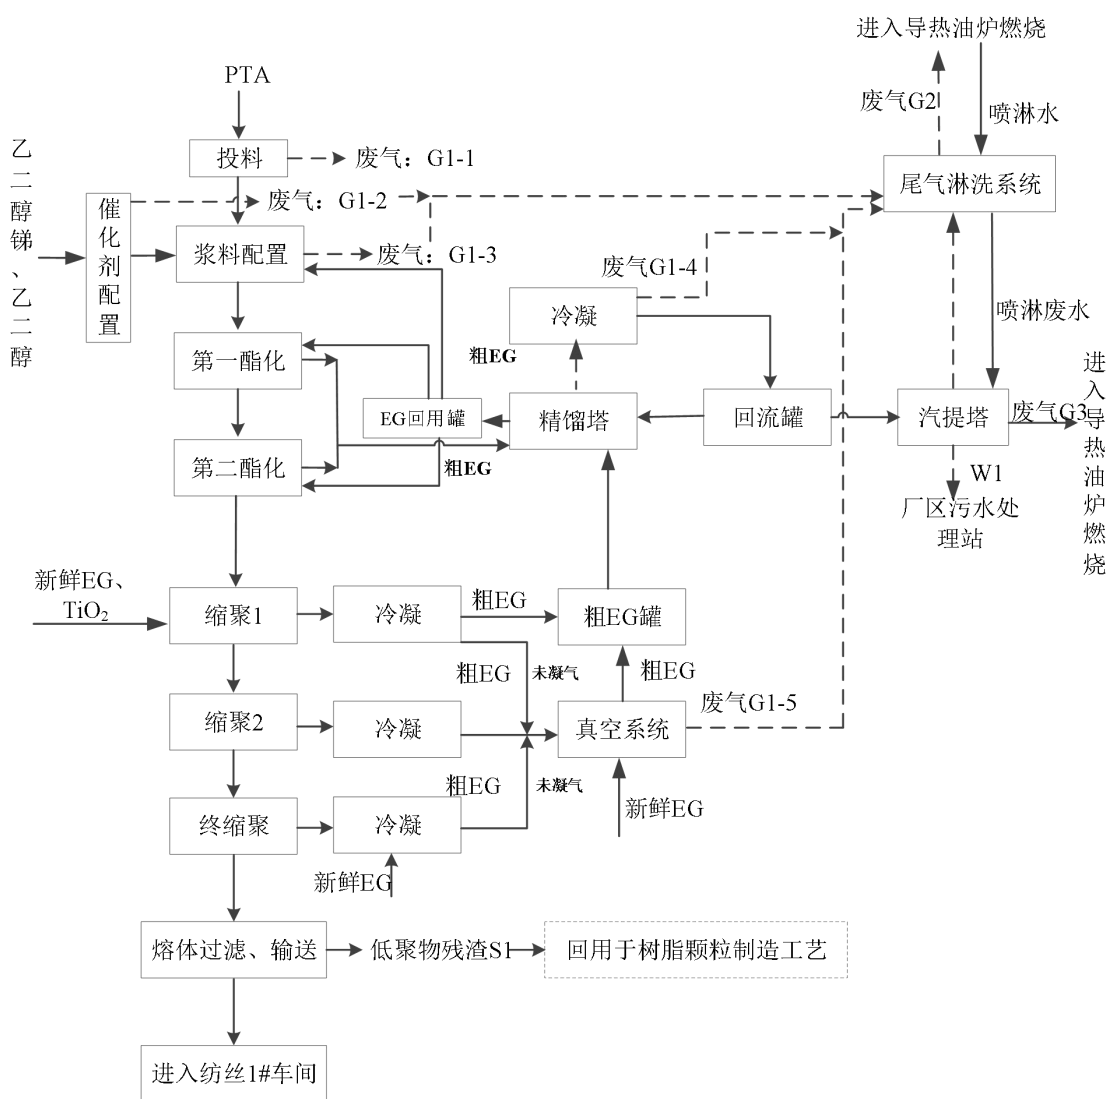 进入导热油炉燃烧
PTA
废气G2
喷淋水
乙二醇锑、乙二醇
投料
废气：G1-1
尾气淋洗系统
催化剂配置
废气：G1-2
浆料配置
废气：G1-3
废气G1-4
冷凝
喷淋废水
第一酯化
粗EG
进入导热油炉燃烧
EG回用罐
精馏塔
回流罐
汽提塔
废气G3
第二酯化
粗EG
W1
厂区污水处
理站
新鲜EG、
TiO₂
缩聚1
冷凝
粗EG
粗EG罐
粗EG
未凝气
粗EG
废气G1-5
缩聚2
冷凝
真空系统
粗EG
未凝气
新鲜EG
终缩聚
冷凝
新鲜EG
熔体过滤、输送
低聚物残渣S1
回用于树脂颗粒制造工艺
进入纺丝1#车间